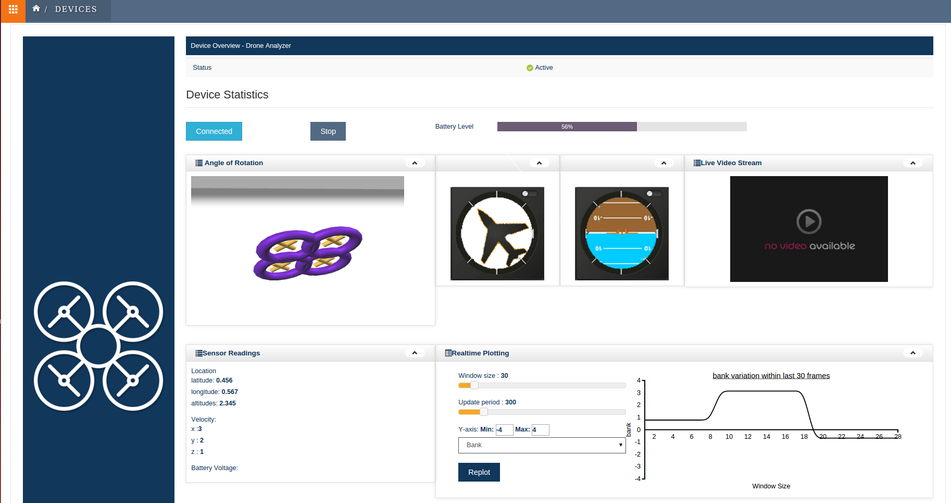 / DEVICES
Device Overview - Drone Analyzer
Status
Active
Device Statistics
Connected
Stop
Battery Level
56%
Angle of Rotation
Live Video Stream
no video available
Sensor Readings
Location
latitude: 0.456
longitude: 0.567
altitudes: 2.345
Velocity:
x :3
y : 2
z : 1
Battery Voltage:
Realtime Plotting
Window size : 30
Update period : 300
Y-axis: Min: -4 Max: 4
Bank
Replot
bank variation within last 30 frames
bank
4
3
2
1
0
-1
-2
-3
-4
2 4 6 8 10 12 14 16 18 20 22 24 26 28
Window Size